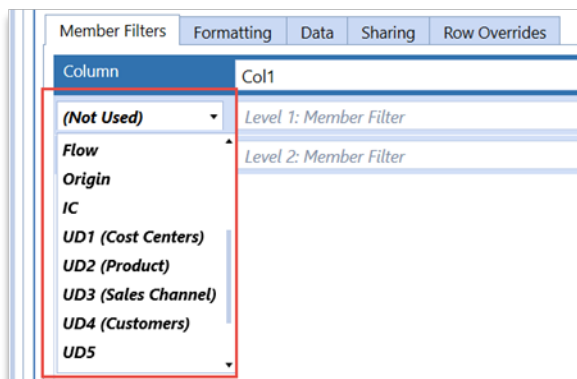 Member Filters Formatting Data Sharing Row Overrides
Column Col1
(Not Used) Level 1: Member Filter
Flow Level 2: Member Filter
Origin
IC
UD1 (Cost Centers)
UD2 (Product)
UD3 (Sales Channel)
UD4 (Customers)
UD5